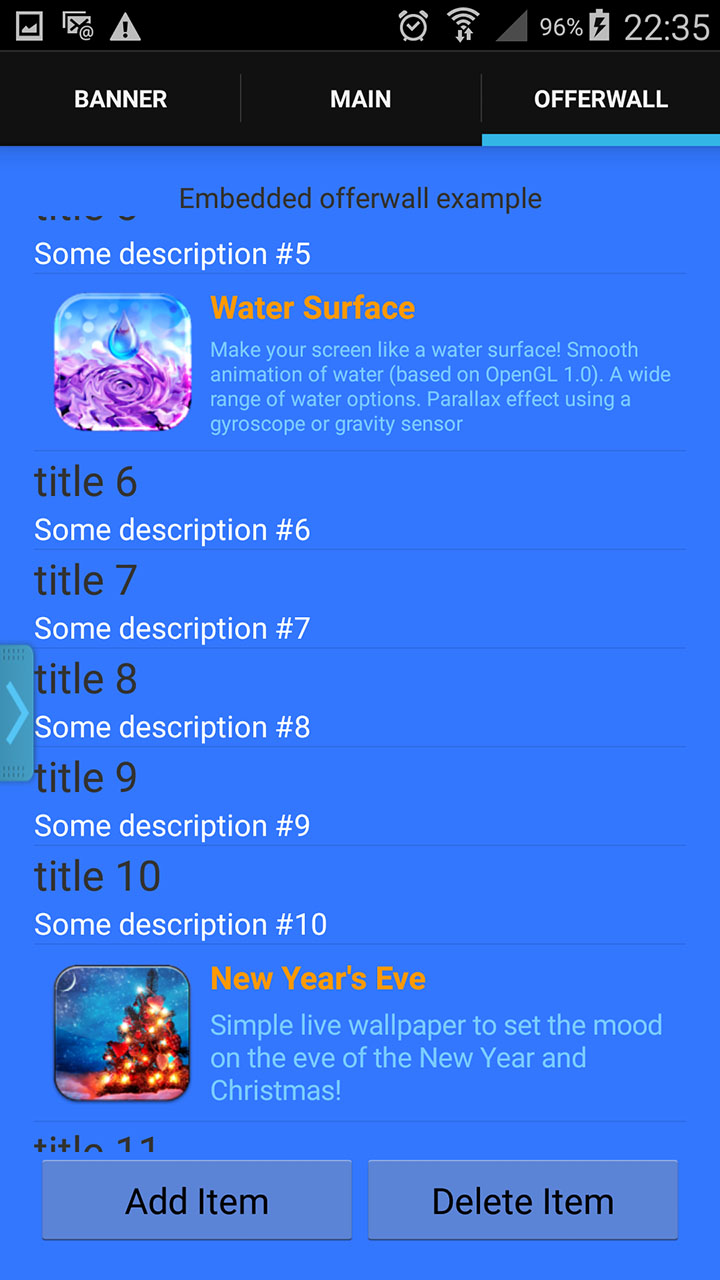 96% 22:35
BANNER MAIN OFFERWALL
Embedded offerwall example
Some description #5
Water Surface
Make your screen like a water surface! Smooth
animation of water (based on OpenGL 1.0). A wide
range of water options. Parallax effect using a
gyroscope or gravity sensor
title 6
Some description #6
title 7
Some description #7
title 8
Some description #8
title 9
Some description #9
title 10
Some description #10
New Year's Eve
Simple live wallpaper to set the mood
on the eve of the New Year and
Christmas!
title 11
Add Item Delete Item